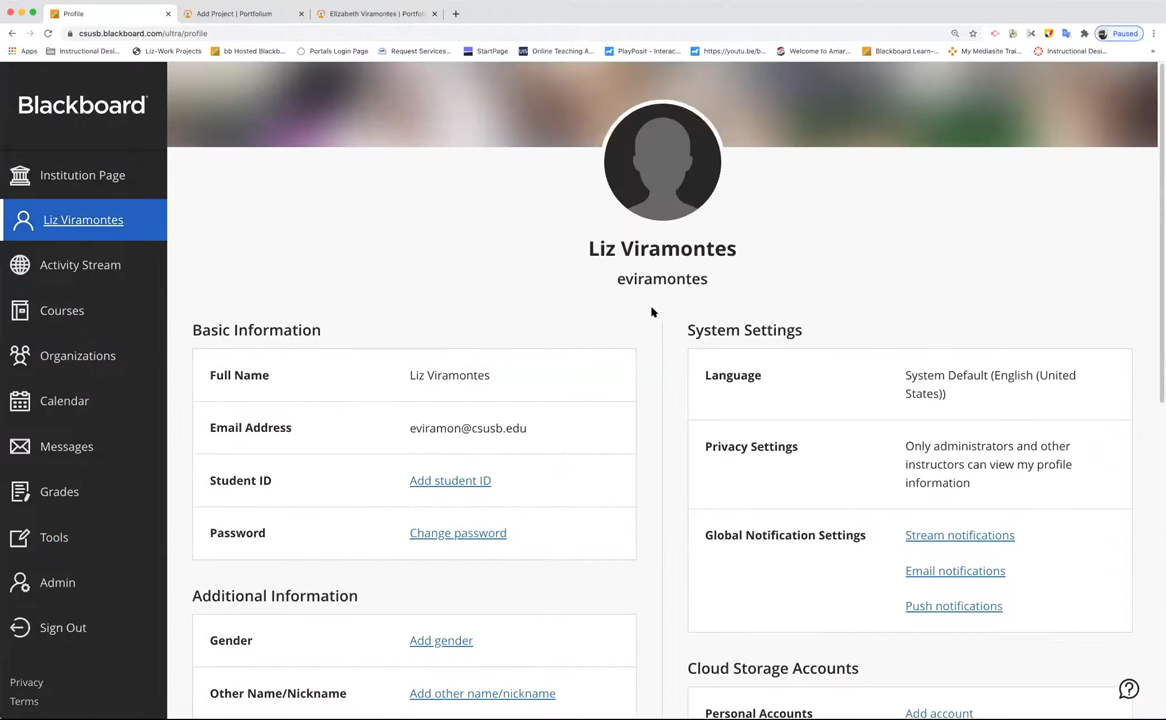 Profile
Add Project | Portfolium
Elizabeth Viramontes | Portfoli
csusb.blackboard.com/ultra/profile
Paused
Apps
Instructional Desi...
Liz-Work Projects
bb Hosted Blackb...
Portals Login Page
Request Services...
StartPage
Online Teaching A...
PlayPosit - Interac...
https://youtu.be/b...
Welcome to Amar...
Blackboard Learn-...
My Mediasite Trai...
Instructional Desi...
»
Blackboard
Institution Page
Liz Viramontes
Activity Stream
Courses
Organizations
Calendar
Messages
Grades
Tools
Admin
Sign Out
Privacy
Terms
Liz Viramontes
eviramontes
Basic Information
Full Name Liz Viramontes
Email Address eviramon@csusb.edu
Student ID Add student ID
Password Change password
Additional Information
Gender Add gender
Other Name/Nickname Add other name/nickname
System Settings
Language System Default (English (United
States))
Privacy Settings Only administrators and other
instructors can view my profile
information
Global Notification Settings Stream notifications
Email notifications
Push notifications
Cloud Storage Accounts
Personal Accounts Add account